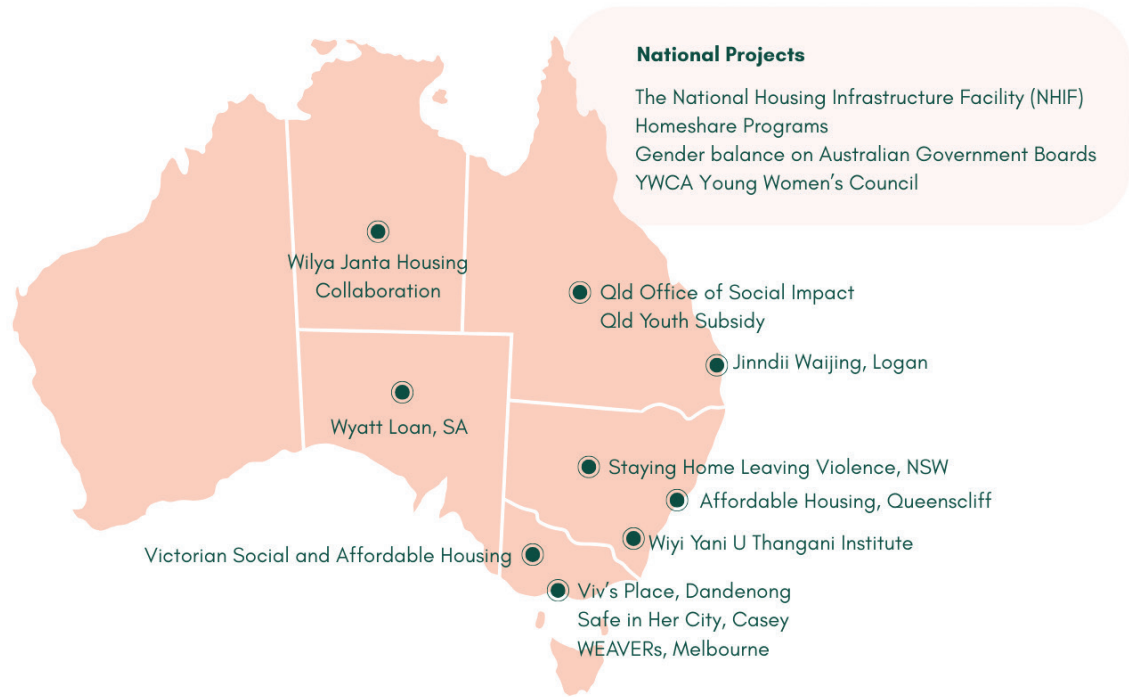 National Projects
The National Housing Infrastructure Facility (NHIF)
Homeshare Programs
Gender balance on Australian Government Boards
YWCA Young Women’s Council
Wilya Janta Housing
Collaboration
Qld Office of Social Impact
Qld Youth Subsidy
Jinndii Waijing, Logan
Wyatt Loan, SA
Staying Home Leaving Violence, NSW
Affordable Housing, Queenscliff
Wiyi Yani U Thangani Institute
Victorian Social and Affordable Housing
Viv’s Place, Dandenong
Safe in Her City, Casey
WEAVERs, Melbourne